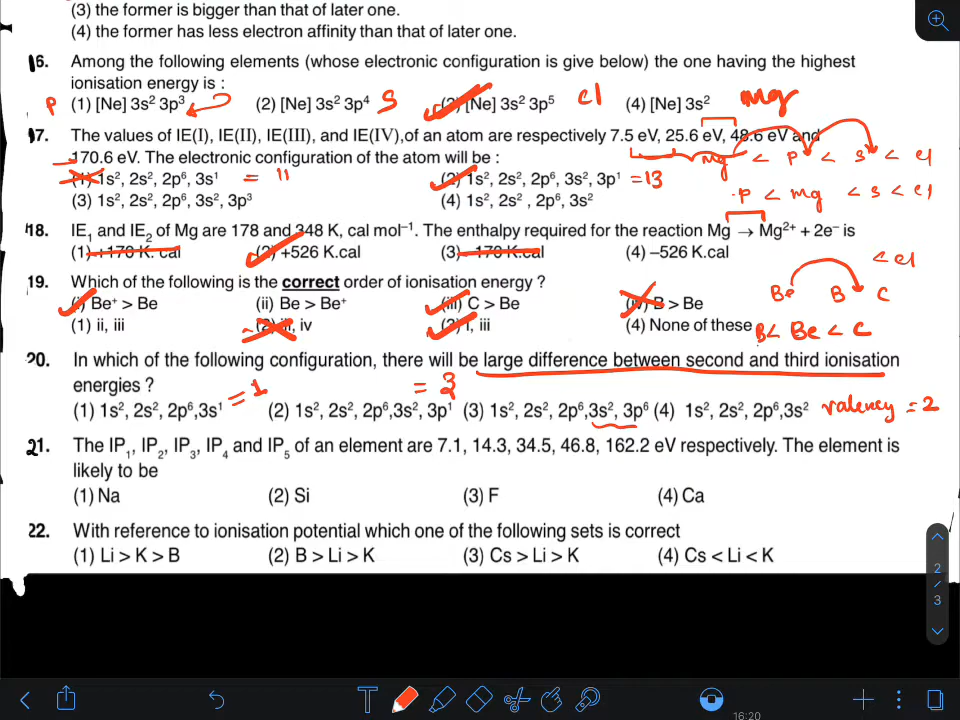 (3) the former is bigger than that of later one.
(4) the former has less electron affinity than that of later one.
16. Among the following elements (whose electronic configuration is given below) the one having the highest
ionisation energy is :
P (1) [Ne] 3s² 3p³ (2) [Ne] 3s² 3p⁴ S (3) [Ne] 3s² 3p⁵ Cl (4) [Ne] 3s² Mg
17. The values of IE(I), IE(II), IE(III), and IE(IV),of an atom are respectively 7.5 eV, 25.6 eV, 48.6 eV and
170.6 eV. The electronic configuration of the atom will be :
Mg < P < S < Cl
(1) 1s², 2s², 2p⁶, 3s¹ = 11 (2) 1s², 2s², 2p⁶, 3s², 3p¹ = 13
(3) 1s², 2s², 2p⁶, 3s², 3p³ (4) 1s², 2s² , 2p⁶, 3s²
P < Mg < S < Cl
18. IE₁ and IE₂ of Mg are 178 and 348 K, cal mol⁻¹. The enthalpy required for the reaction Mg → Mg²⁺ + 2e⁻ is
(1) +170 K. cal (2) +526 K.cal (3) –170 K.cal (4) –526 K.cal
< Cl
19. Which of the following is the correct order of ionisation energy ?
(i) Be⁺ > Be (ii) Be > Be⁺ (iii) C > Be (iv) B > Be
Be B C
(1) ii, iii (2) iii, iv (3) i, iii (4) None of these
B < Be < C
20. In which of the following configuration, there will be large difference between second and third ionisation
energies ?
(1) 1s², 2s², 2p⁶,3s¹ = 1 (2) 1s², 2s², 2p⁶,3s², 3p¹ = 3 (3) 1s², 2s², 2p⁶,3s², 3p⁶ (4) 1s², 2s², 2p⁶,3s² valency = 2
21. The IP₁, IP₂, IP₃, IP₄ and IP₅ of an element are 7.1, 14.3, 34.5, 46.8, 162.2 eV respectively. The element is
likely to be
(1) Na (2) Si (3) F (4) Ca
22. With reference to ionisation potential which one of the following sets is correct
(1) Li > K > B (2) B > Li > K (3) Cs > Li > K (4) Cs < Li < K
2
/
3
T
16:20